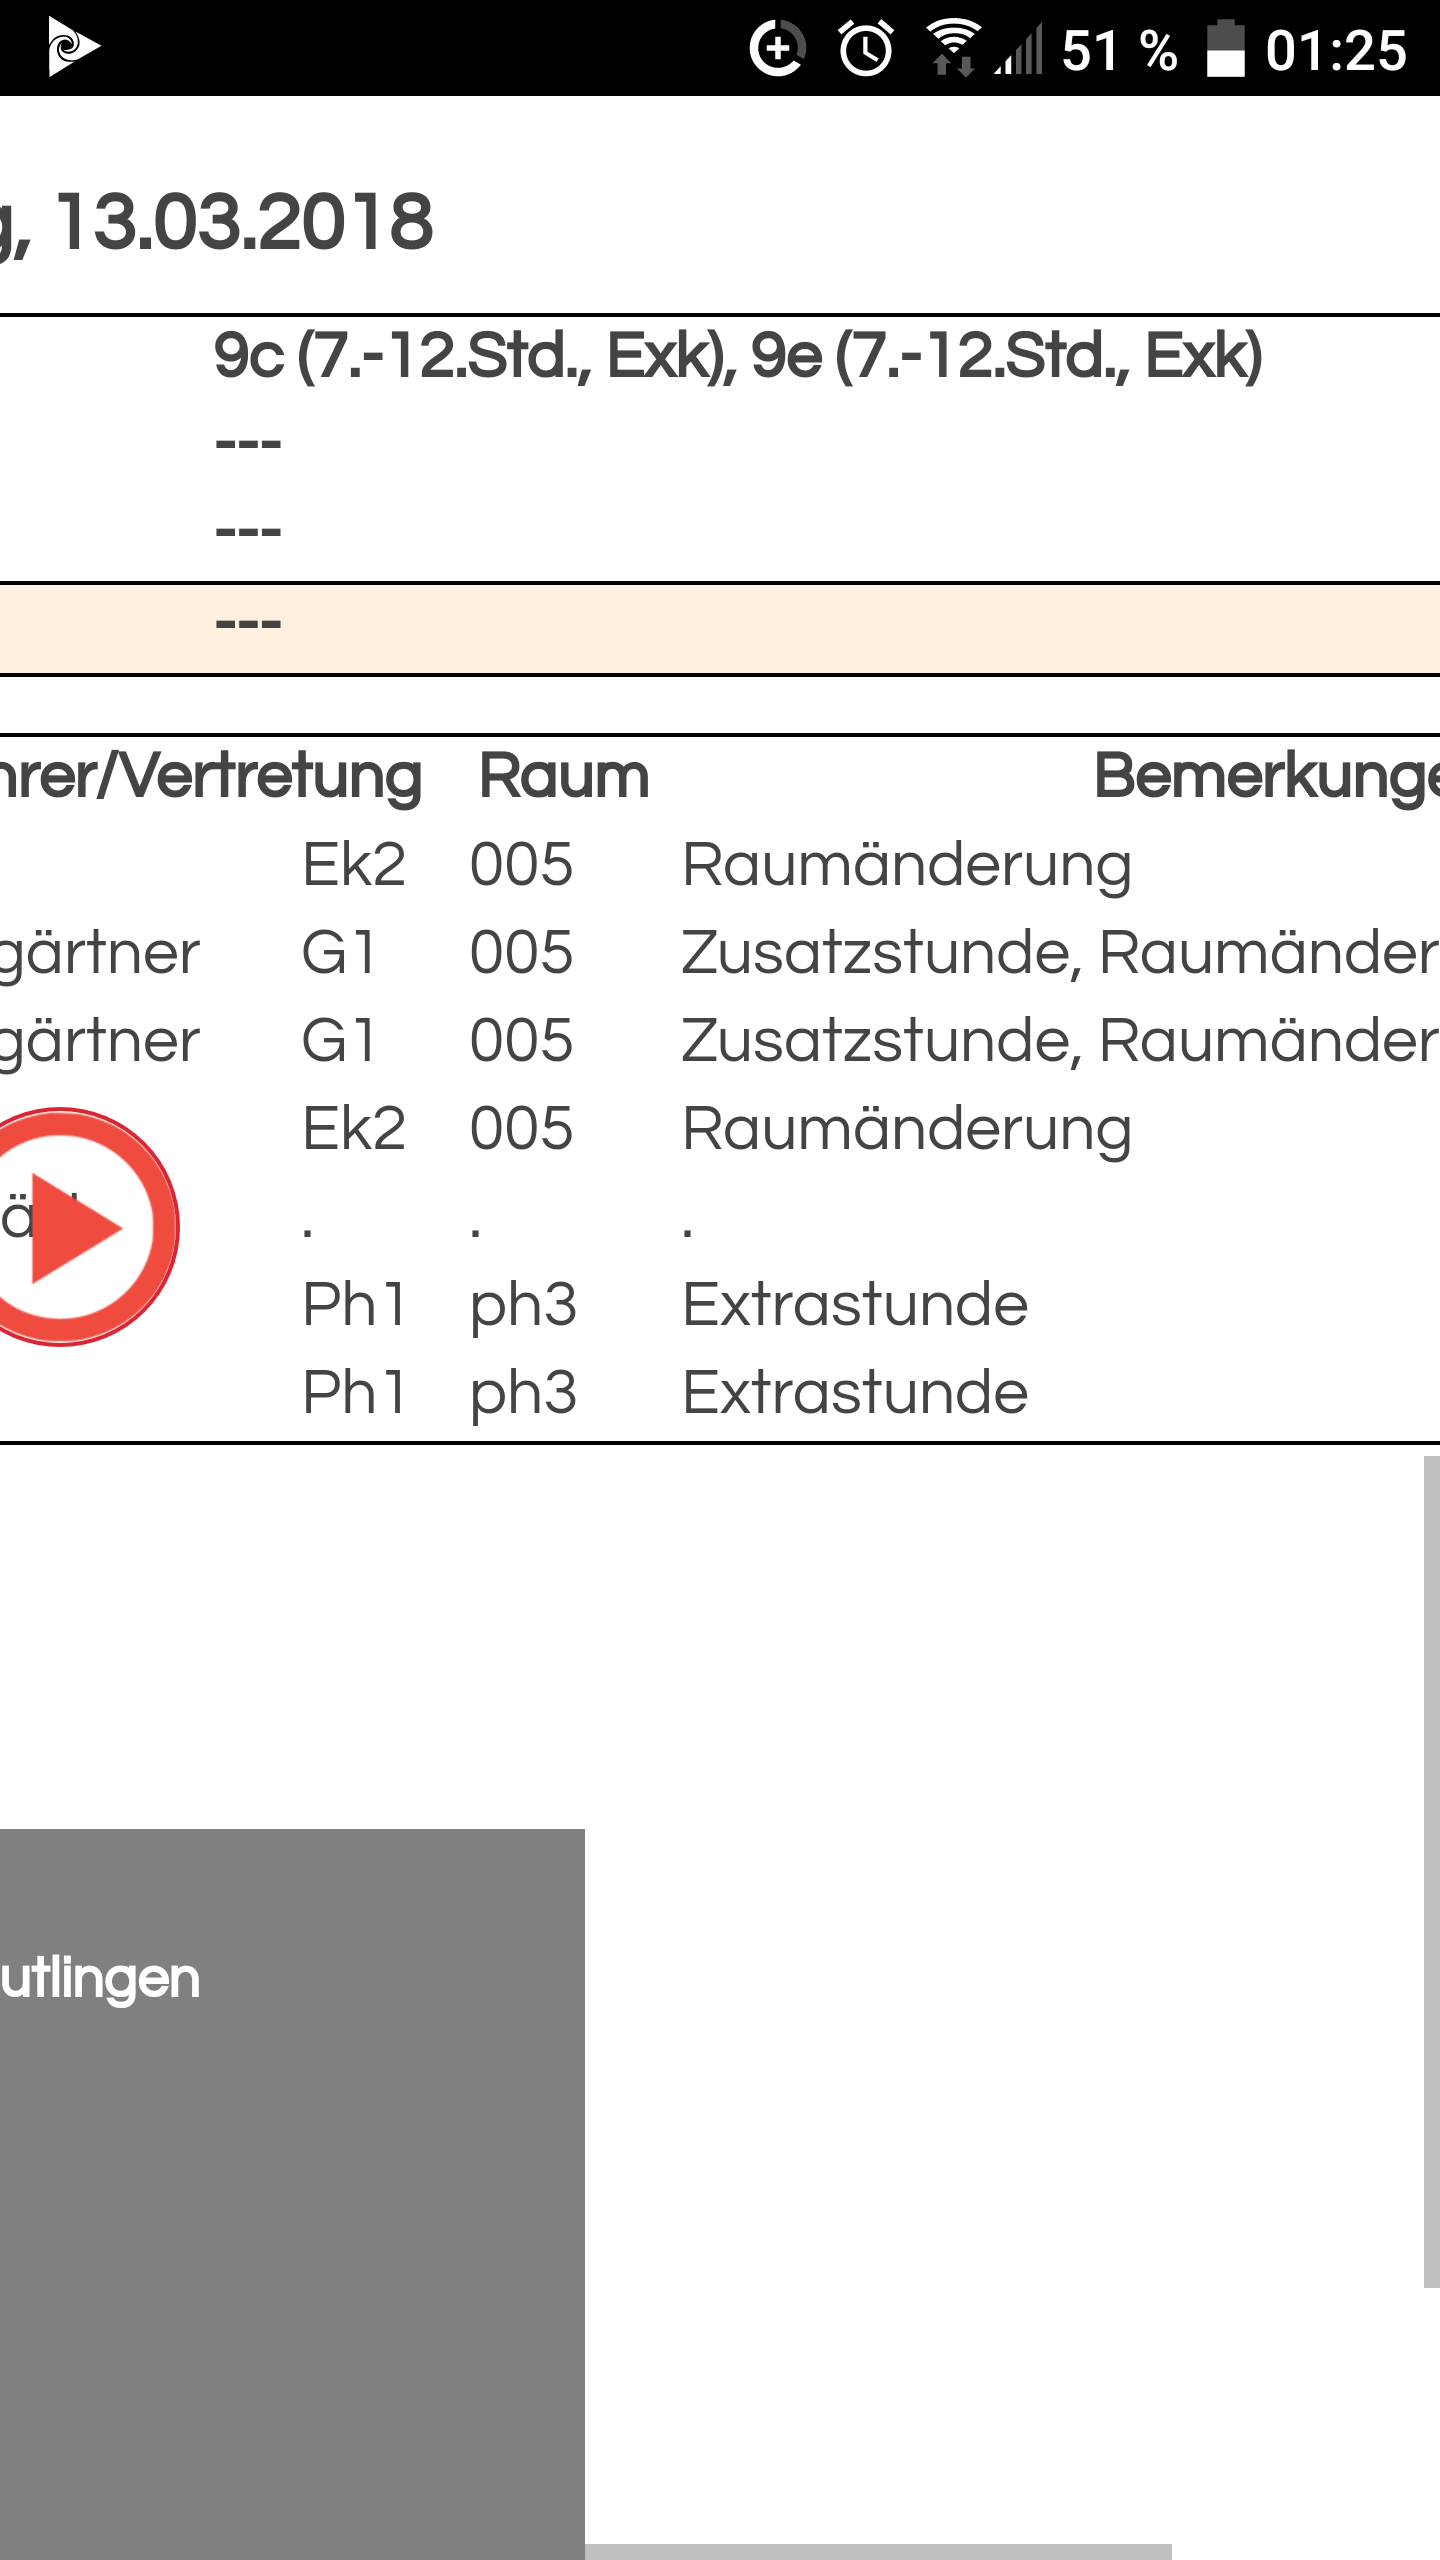 51 % 01:25
, 13.03.2018
9c (7.-12.Std., Exk), 9e (7.-12.Std., Exk)
---
---
---
hrer/Vertretung Raum Bemerkunge
Ek2 005 Raumänderung
gärtner G1 005 Zusatzstunde, Raumänder
gärtner G1 005 Zusatzstunde, Raumänder
Ek2 005 Raumänderung
. . .
Ph1 ph3 Extrastunde
Ph1 ph3 Extrastunde
utlingen